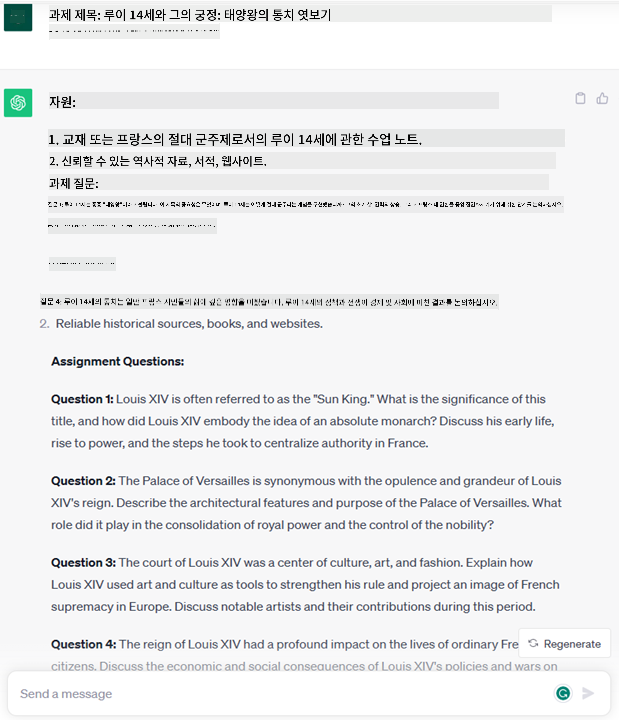 과제 제목: 루이 14세와 그의 궁정: 태양왕의 통치 엿보기
자원:
1. 교재 또는 프랑스의 절대 군주제로서의 루이 14세에 관한 수업 노트.
2. 신뢰할 수 있는 역사적 자료, 서적, 웹사이트.
과제 질문:
질문 4: 루이 14세의 통치는 일반 프랑스 시민들의 삶에 깊은 영향을 미쳤습니다. 루이 14세의 정책과 전쟁이 경제 및 사회에 미친 결과를 논의하십시오.
2. Reliable historical sources, books, and websites.
Assignment Questions:
Question 1: Louis XIV is often referred to as the "Sun King." What is the significance of this
title, and how did Louis XIV embody the idea of an absolute monarch? Discuss his early life,
rise to power, and the steps he took to centralize authority in France.
Question 2: The Palace of Versailles is synonymous with the opulence and grandeur of Louis
XIV's reign. Describe the architectural features and purpose of the Palace of Versailles. What
role did it play in the consolidation of royal power and the control of the nobility?
Question 3: The court of Louis XIV was a center of culture, art, and fashion. Explain how
Louis XIV used art and culture as tools to strengthen his rule and project an image of French
supremacy in Europe. Discuss notable artists and their contributions during this period.
Question 4: The reign of Louis XIV had a profound impact on the lives of ordinary Fre
Regenerate
citizens. Discuss the economic and social consequences of Louis XIV's policies and wars on
Send a message